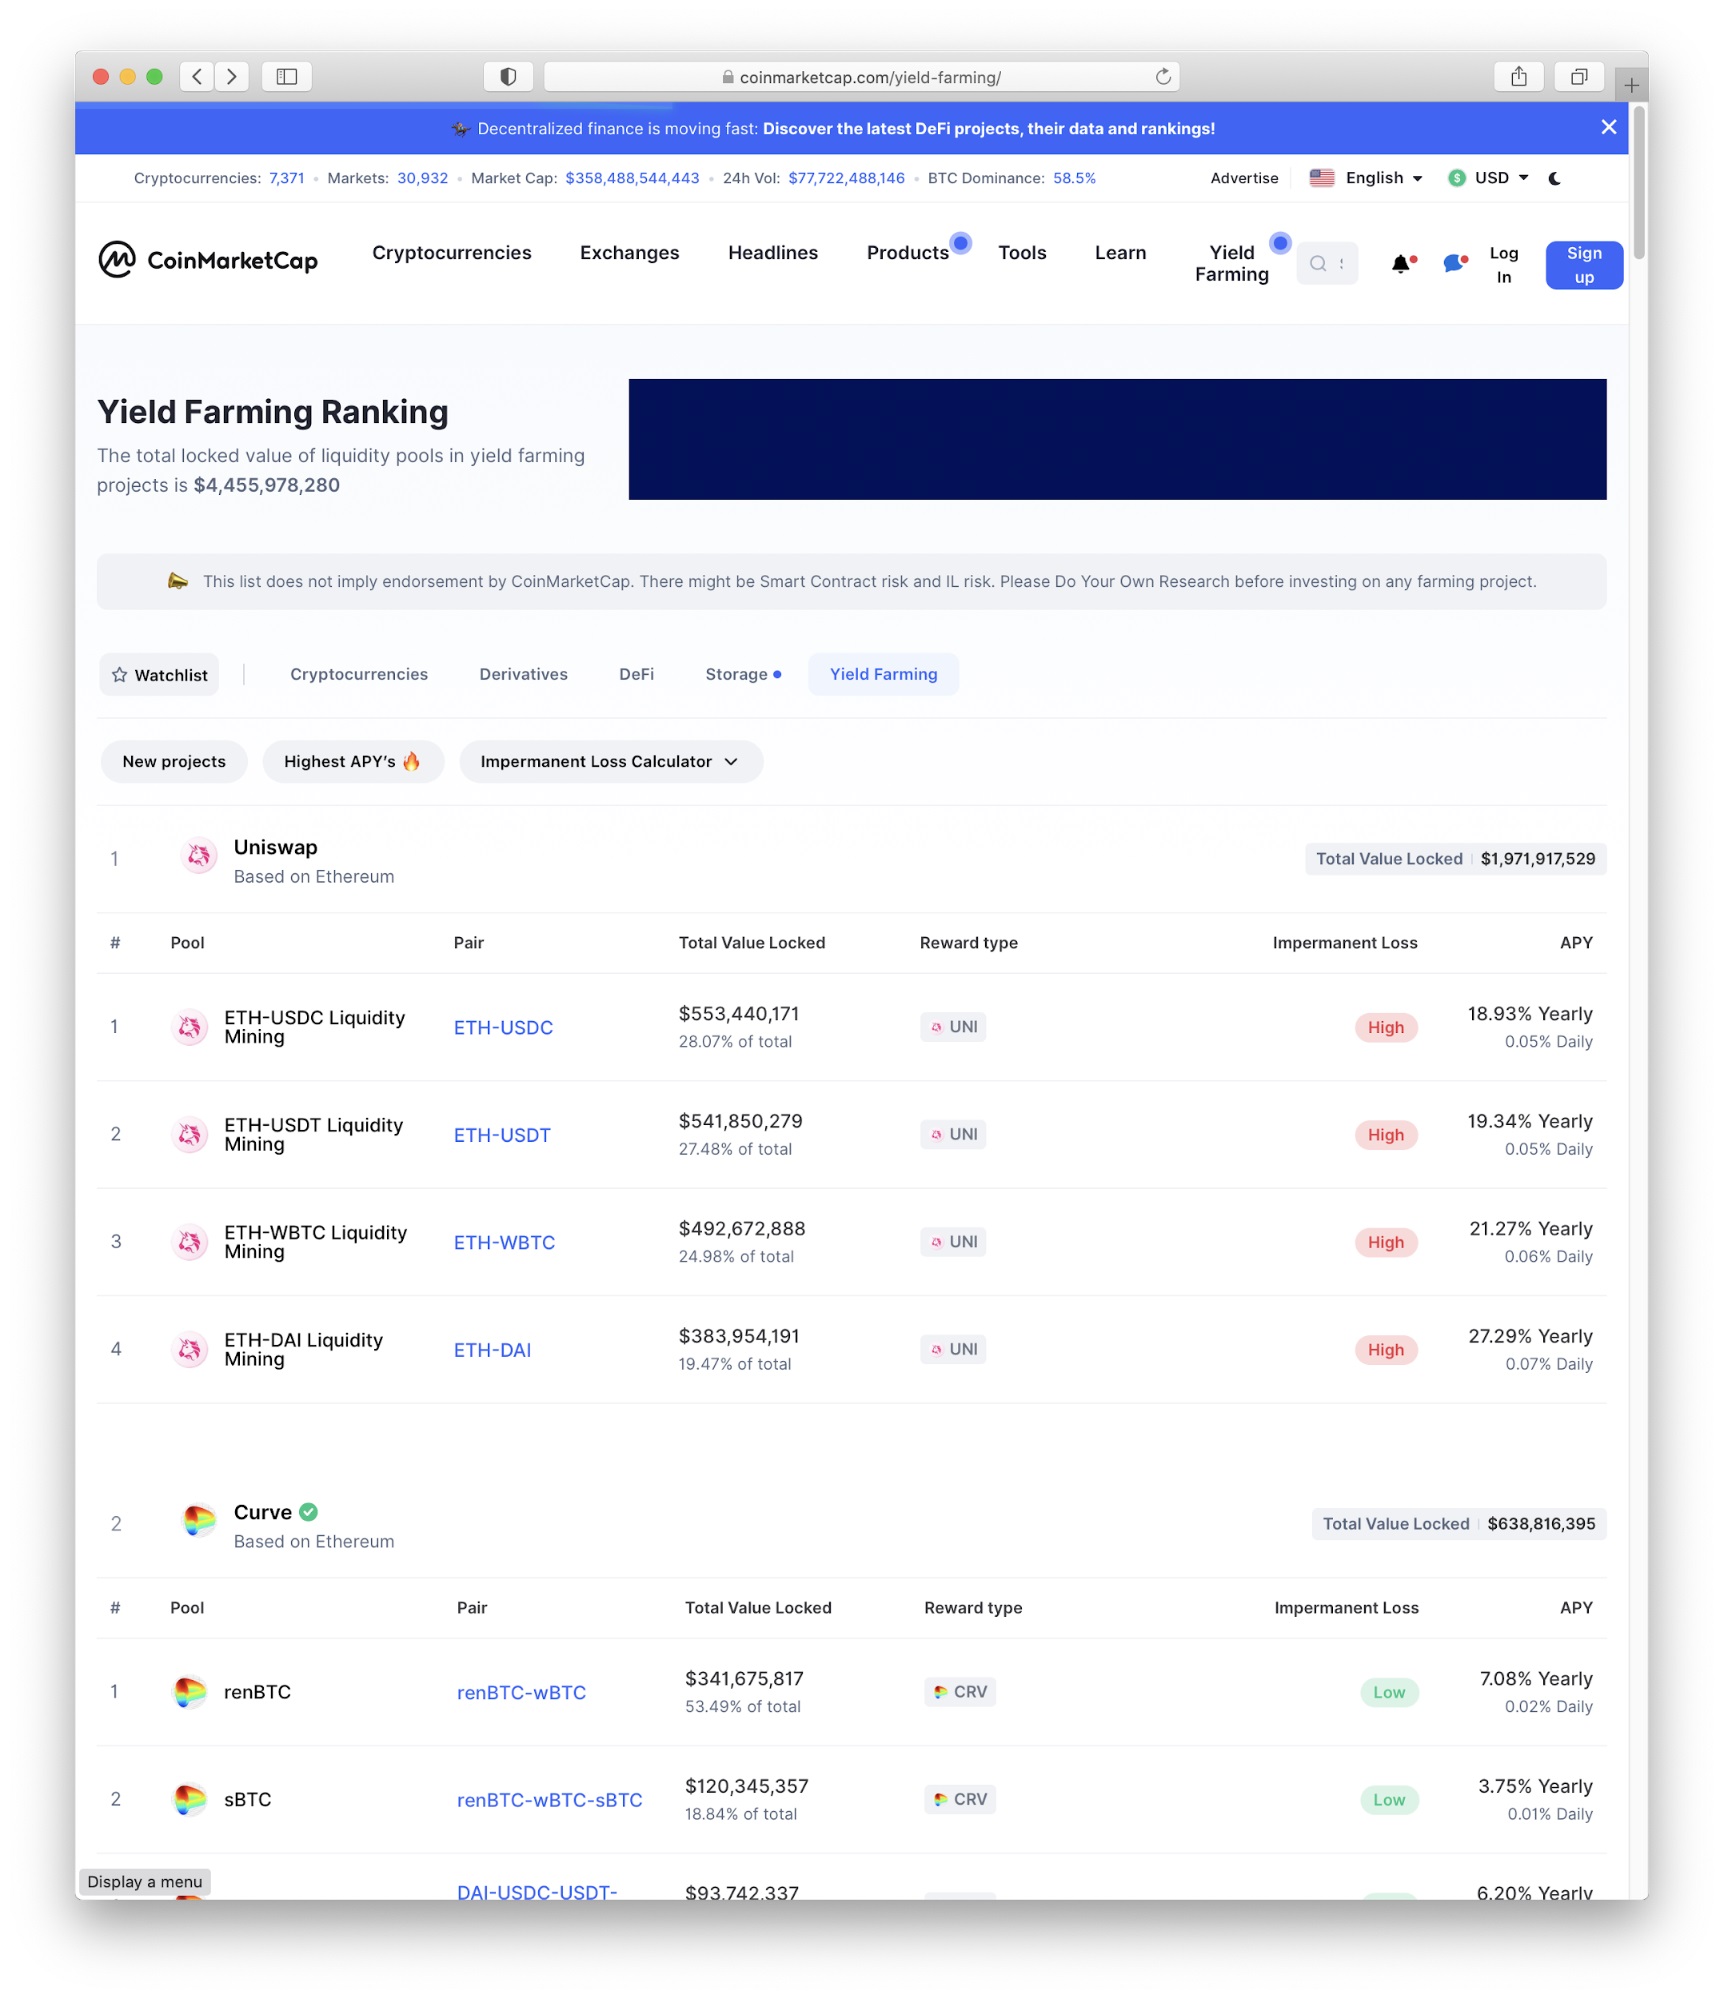 coinmarketcap.com/yield-farming/
Decentralized finance is moving fast: Discover the latest DeFi projects, their data and rankings!
Cryptocurrencies: 7,371 • Markets: 30,932 • Market Cap: $358,488,544,443 • 24h Vol: $77,722,488,146 • BTC Dominance: 58.5% Advertise English USD
CoinMarketCap Cryptocurrencies Exchanges Headlines Products Tools Learn Yield Farming Log In Sign up
Yield Farming Ranking
The total locked value of liquidity pools in yield farming
projects is $4,455,978,280
This list does not imply endorsement by CoinMarketCap. There might be Smart Contract risk and IL risk. Please Do Your Own Research before investing on any farming project.
Watchlist Cryptocurrencies Derivatives DeFi Storage Yield Farming
New projects Highest APY’s 🔥 Impermanent Loss Calculator
1 Uniswap Total Value Locked $1,971,917,529
Based on Ethereum
# Pool Pair Total Value Locked Reward type Impermanent Loss APY
1 ETH-USDC Liquidity Mining ETH-USDC $553,440,171 UNI High 18.93% Yearly
28.07% of total 0.05% Daily
2 ETH-USDT Liquidity Mining ETH-USDT $541,850,279 UNI High 19.34% Yearly
27.48% of total 0.05% Daily
3 ETH-WBTC Liquidity Mining ETH-WBTC $492,672,888 UNI High 21.27% Yearly
24.98% of total 0.06% Daily
4 ETH-DAI Liquidity Mining ETH-DAI $383,954,191 UNI High 27.29% Yearly
19.47% of total 0.07% Daily
2 Curve Total Value Locked $638,816,395
Based on Ethereum
# Pool Pair Total Value Locked Reward type Impermanent Loss APY
1 renBTC renBTC-wBTC $341,675,817 CRV Low 7.08% Yearly
53.49% of total 0.02% Daily
2 sBTC renBTC-wBTC-sBTC $120,345,357 CRV Low 3.75% Yearly
18.84% of total 0.01% Daily
Display a menu
DAI-USDC-USDT- $93,742,337 6.20% Yearly